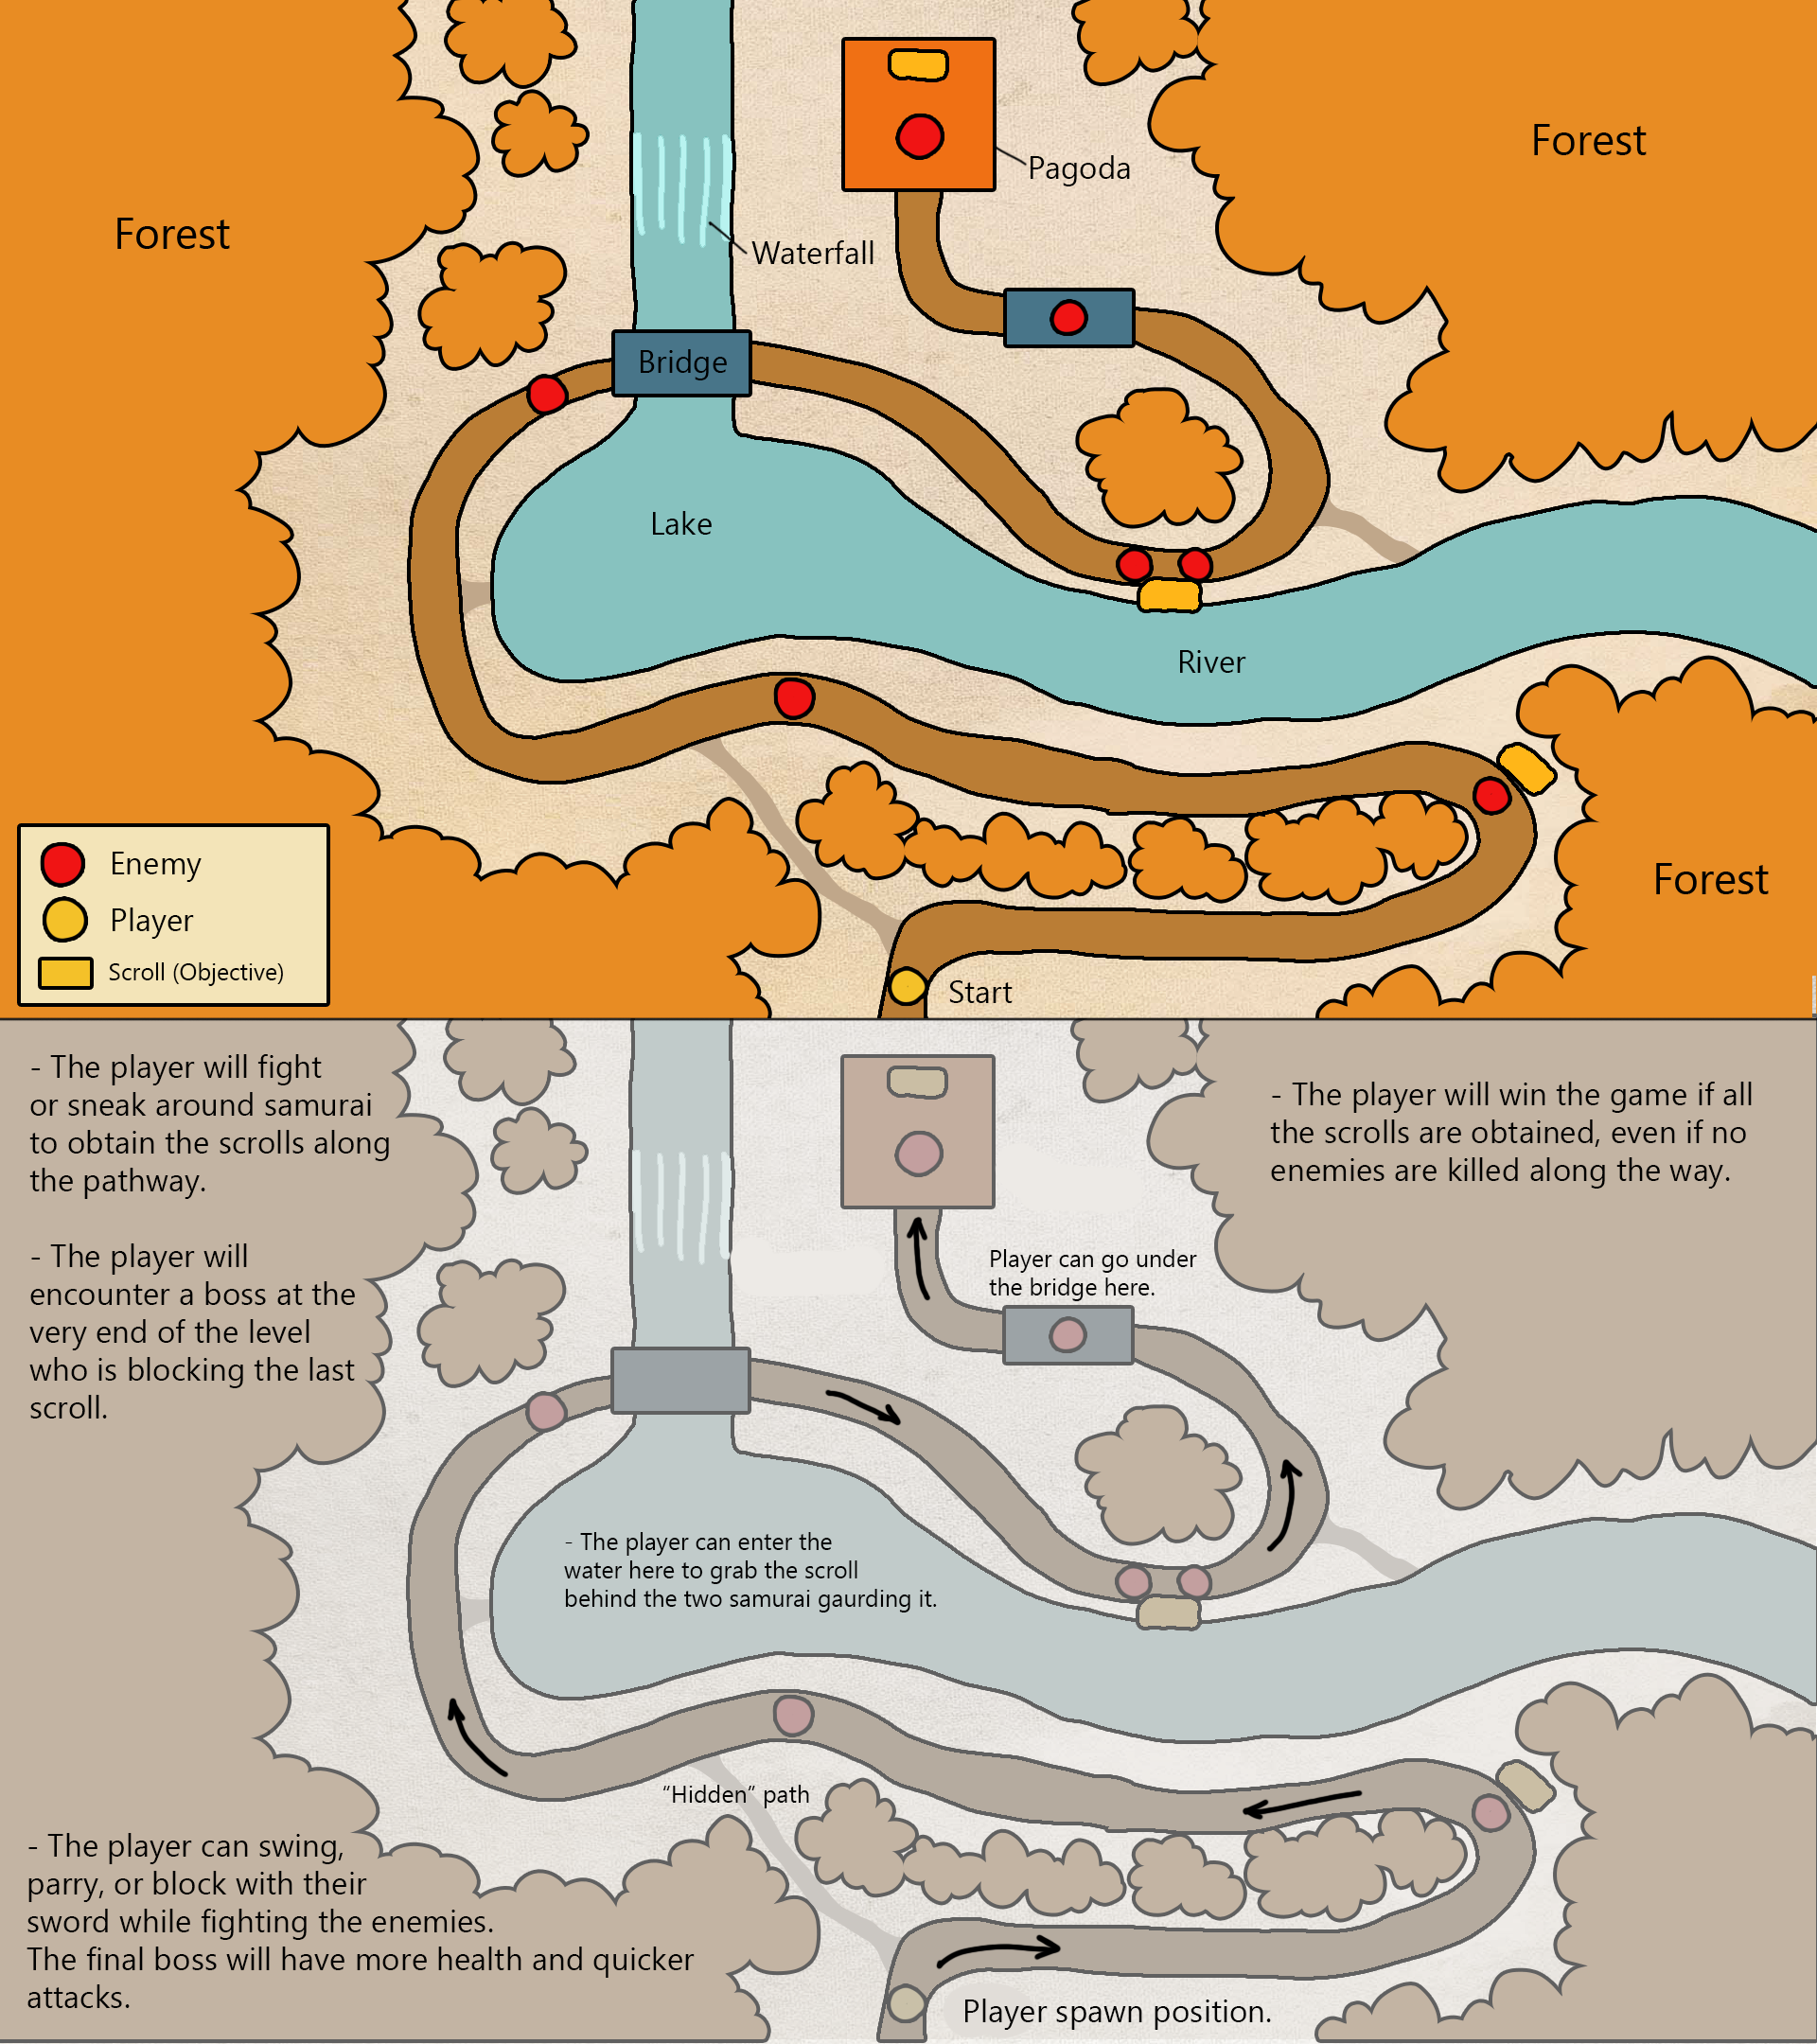 Forest
Forest
Pagoda
Waterfall
Bridge
Lake
River
Enemy
Player
Scroll (Objective)
Forest
Start
- The player will fight
or sneak around samurai
to obtain the scrolls along
the pathway.
- The player will win the game if all
the scrolls are obtained, even if no
enemies are killed along the way.
- The player will
encounter a boss at the
very end of the level
who is blocking the last
scroll.
Player can go under
the bridge here.
- The player can enter the
water here to grab the scroll
behind the two samurai gaurding it.
"Hidden" path
- The player can swing,
parry, or block with their
sword while fighting the enemies.
The final boss will have more health and quicker
attacks.
Player spawn position.